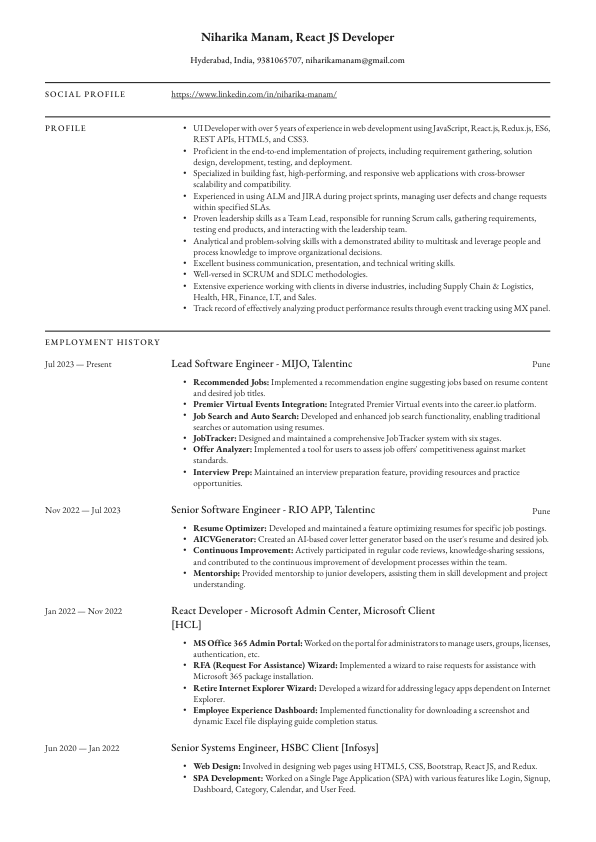 Niharika Manam, React JS Developer
Hyderabad, India, 9381065707, niharikamanam@gmail.com
SOCIAL PROFILE
https://www.linkedin.com/in/niharika-manam/
PROFILE
• UI Developer with over 5 years of experience in web development using JavaScript, React.js, Redux.js, ES6,
REST APIs, HTML5, and CSS3.
• Proficient in the end-to-end implementation of projects, including requirement gathering, solution
design, development, testing, and deployment.
• Specialized in building fast, high-performing, and responsive web applications with cross-browser
scalability and compatibility.
• Experienced in using ALM and JIRA during project sprints, managing user defects and change requests
within specified SLAs.
• Proven leadership skills as a Team Lead, responsible for running Scrum calls, gathering requirements,
testing end products, and interacting with the leadership team.
• Analytical and problem-solving skills with a demonstrated ability to multitask and leverage people and
process knowledge to improve organizational decisions.
• Excellent business communication, presentation, and technical writing skills.
• Well-versed in SCRUM and SDLC methodologies.
• Extensive experience working with clients in diverse industries, including Supply Chain & Logistics,
Health, HR, Finance, I.T, and Sales.
• Track record of effectively analyzing product performance results through event tracking using MX panel.
EMPLOYMENT HISTORY
Jul 2023 — Present
Lead Software Engineer - MIJO, Talentinc
Pune
• Recommended Jobs: Implemented a recommendation engine suggesting jobs based on resume content
and desired job titles.
• Premier Virtual Events Integration: Integrated Premier Virtual events into the career.io platform.
• Job Search and Auto Search: Developed and enhanced job search functionality, enabling traditional
searches or automation using resumes.
• JobTracker: Designed and maintained a comprehensive JobTracker system with six stages.
• Offer Analyzer: Implemented a tool for users to assess job offers' competitiveness against market
standards.
• Interview Prep: Maintained an interview preparation feature, providing resources and practice
opportunities.
Nov 2022 — Jul 2023
Senior Software Engineer - RIO APP, Talentinc
Pune
• Resume Optimizer: Developed and maintained a feature optimizing resumes for specific job postings.
• AICVGenerator: Created an AI-based cover letter generator based on the user's resume and desired job.
• Continuous Improvement: Actively participated in regular code reviews, knowledge-sharing sessions,
and contributed to the continuous improvement of development processes within the team.
• Mentorship: Provided mentorship to junior developers, assisting them in skill development and project
understanding.
Jan 2022 — Nov 2022
React Developer - Microsoft Admin Center, Microsoft Client
[HCL]
• MS Office 365 Admin Portal: Worked on the portal for administrators to manage users, groups, licenses,
authentication, etc.
• RFA (Request For Assistance) Wizard: Implemented a wizard to raise requests for assistance with
Microsoft 365 package installation.
• Retire Internet Explorer Wizard: Developed a wizard for addressing legacy apps dependent on Internet
Explorer.
• Employee Experience Dashboard: Implemented functionality for downloading a screenshot and
dynamic Excel file displaying guide completion status.
Jun 2020 — Jan 2022
Senior Systems Engineer, HSBC Client [Infosys]
• Web Design: Involved in designing web pages using HTML5, CSS, Bootstrap, React JS, and Redux.
• SPA Development: Worked on a Single Page Application (SPA) with various features like Login, Signup,
Dashboard, Category, Calendar, and User Feed.